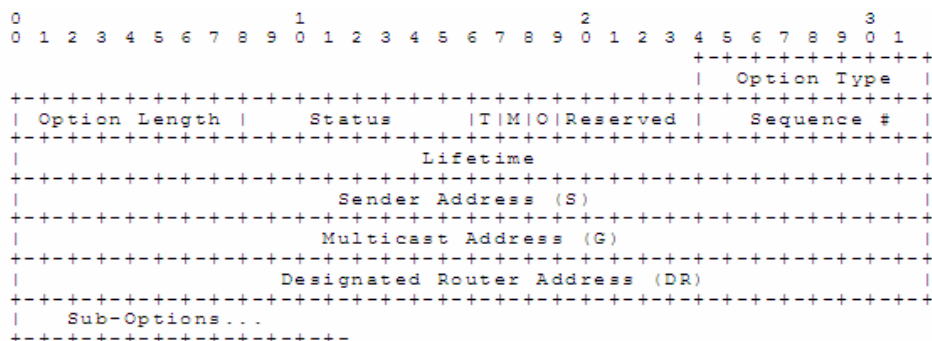 0                   1                   2                   3
0 1 2 3 4 5 6 7 8 9 0 1 2 3 4 5 6 7 8 9 0 1 2 3 4 5 6 7 8 9 0 1
+-+-+-+-+-+-+-+-+
| Option Type |
+-+-+-+-+-+-+-+-+-+-+-+-+-+-+-+-+-+-+-+-+-+-+-+-+-+-+-+-+-+-+-+-+
| Option Length | Status |T|M|O|Reserved | Sequence # |
+-+-+-+-+-+-+-+-+-+-+-+-+-+-+-+-+-+-+-+-+-+-+-+-+-+-+-+-+-+-+-+-+
| Lifetime |
+-+-+-+-+-+-+-+-+-+-+-+-+-+-+-+-+-+-+-+-+-+-+-+-+-+-+-+-+-+-+-+-+
| Sender Address (S) |
+-+-+-+-+-+-+-+-+-+-+-+-+-+-+-+-+-+-+-+-+-+-+-+-+-+-+-+-+-+-+-+-+
| Multicast Address (G) |
+-+-+-+-+-+-+-+-+-+-+-+-+-+-+-+-+-+-+-+-+-+-+-+-+-+-+-+-+-+-+-+-+
| Designated Router Address (DR) |
+-+-+-+-+-+-+-+-+-+-+-+-+-+-+-+-+-+-+-+-+-+-+-+-+-+-+-+-+-+-+-+-+
| Sub-Options...
+-+-+-+-+-+-+-+-+-+-+-+-